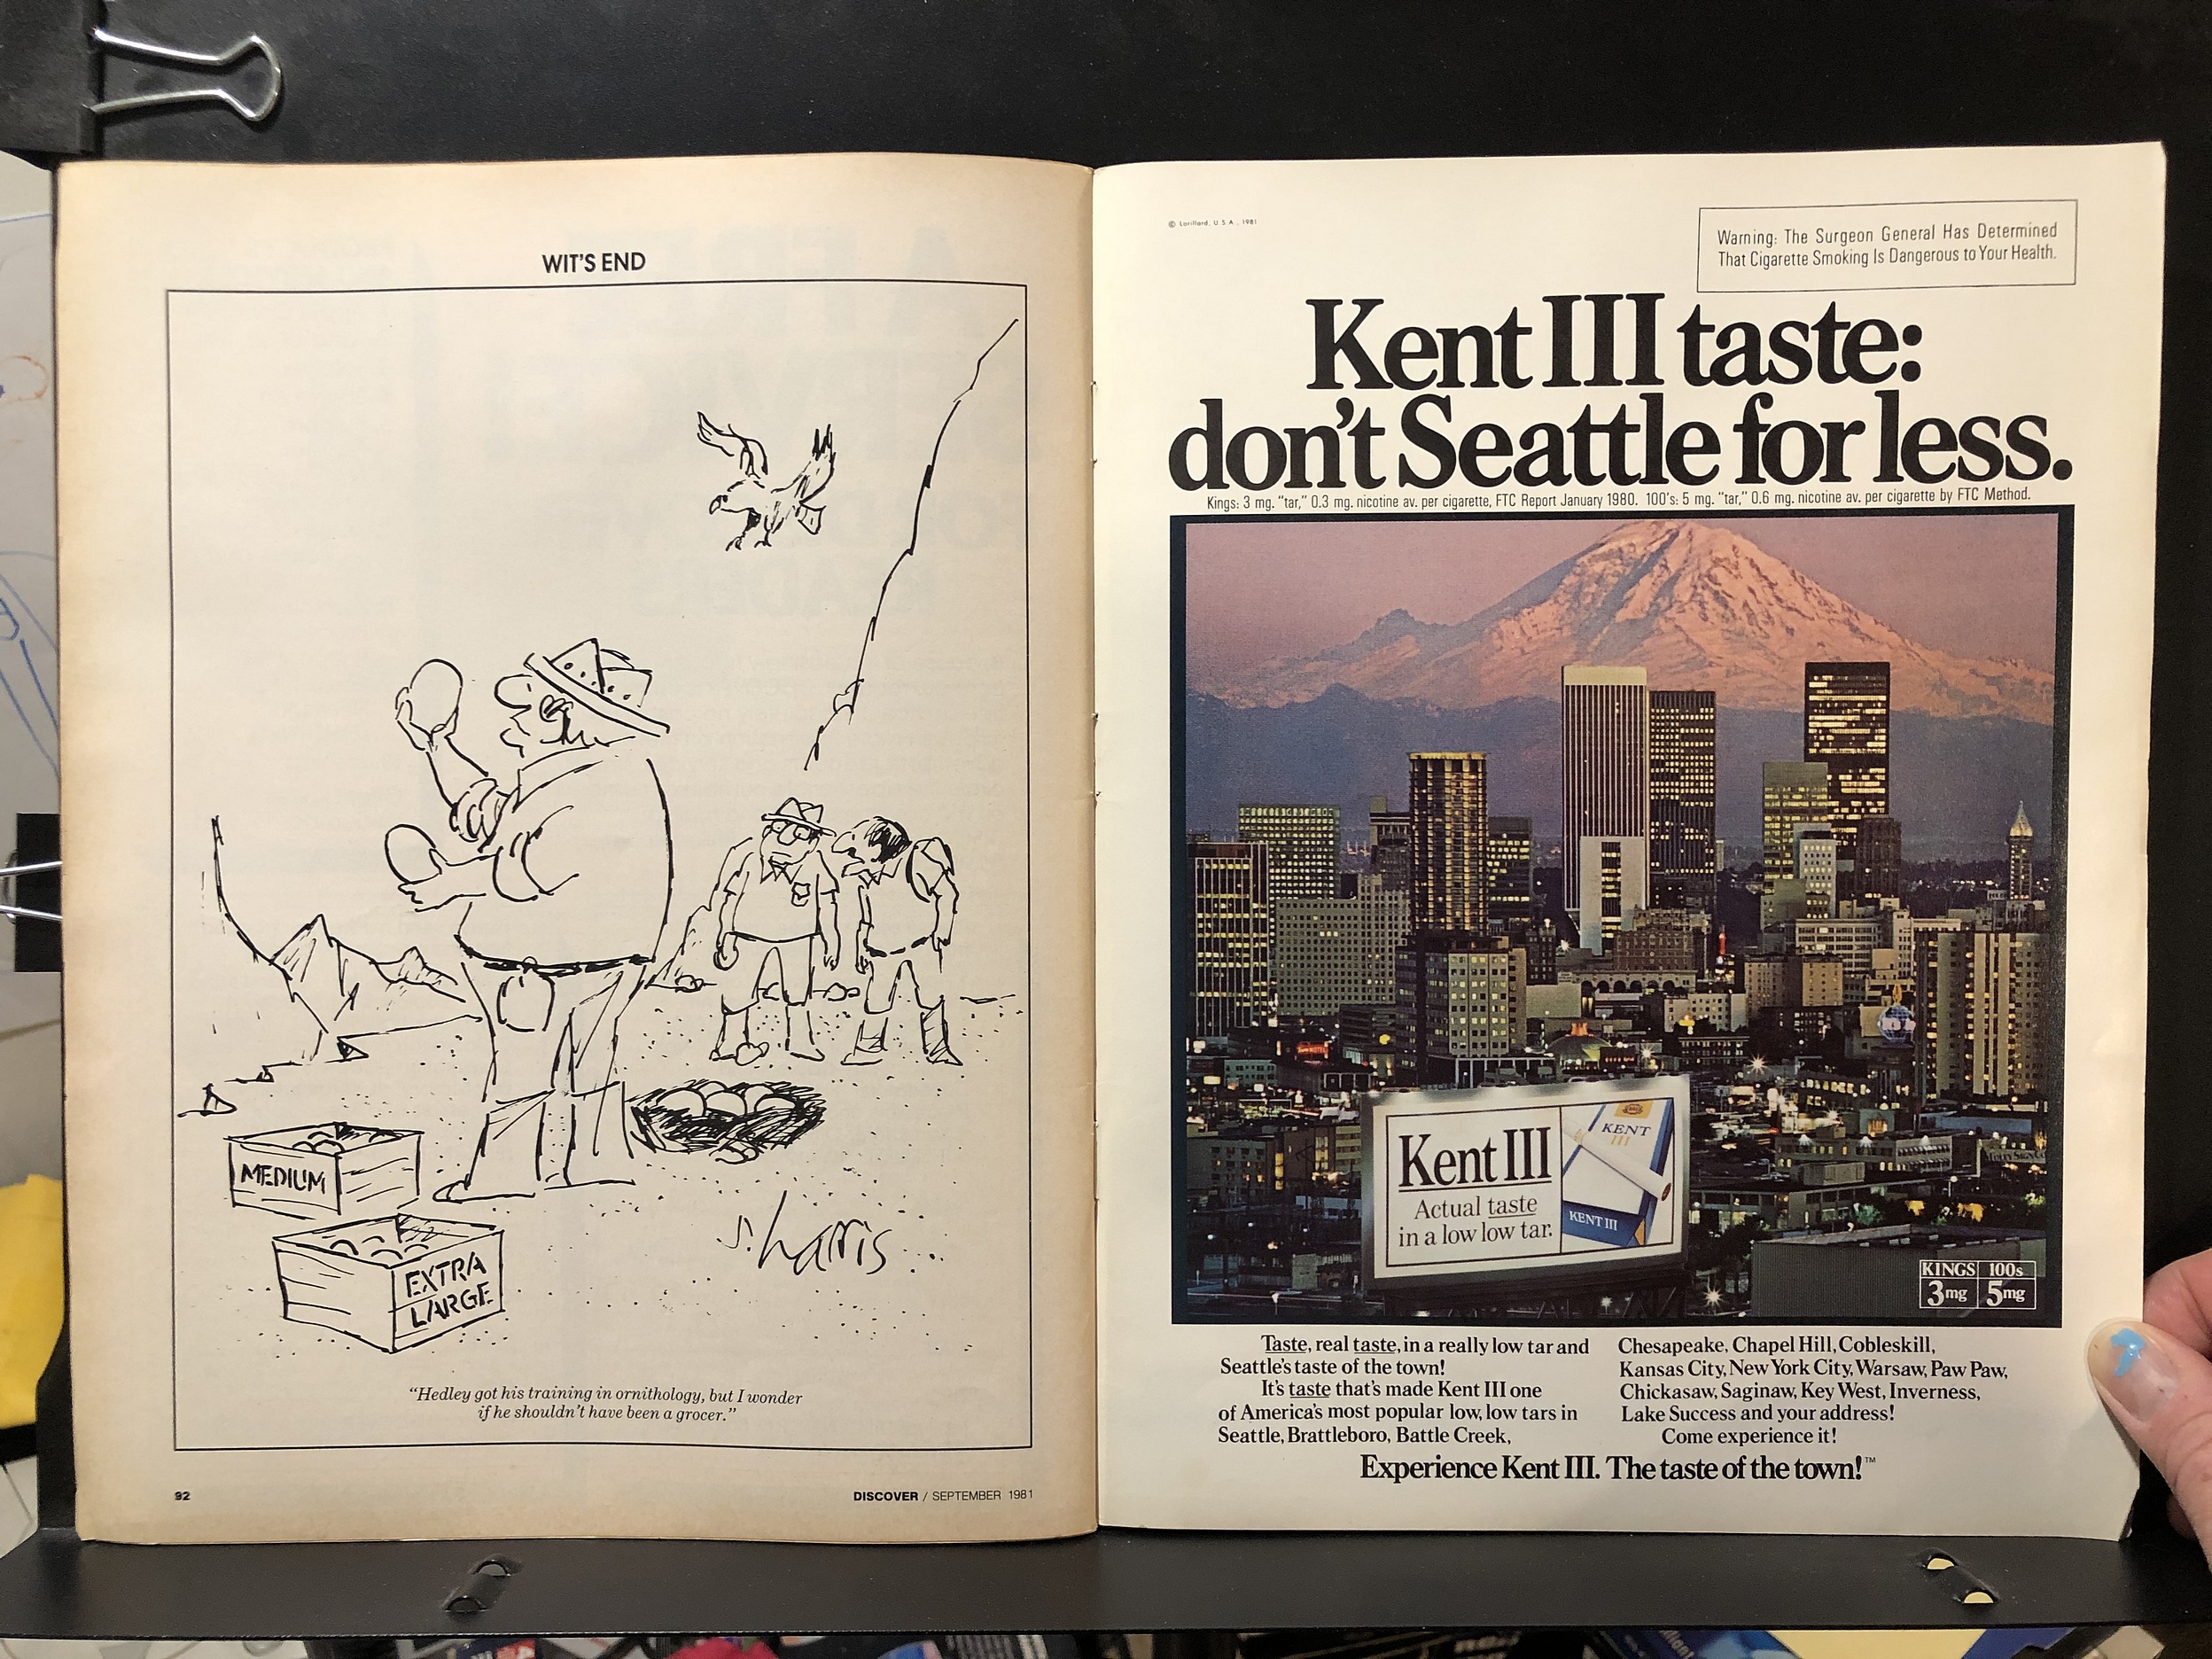 WIT'S END
MEDIUM
EXTRA
LARGE
S. harris
"Hedley got his training in ornithology, but I wonder
if he shouldn't have been a grocer."
92
DISCOVER / SEPTEMBER 1981
© Lorillard, U.S.A., 1981
Warning: The Surgeon General Has Determined
That Cigarette Smoking Is Dangerous to Your Health.
Kent III taste:
don't Seattle for less.
Kings: 3 mg. "tar," 0.3 mg. nicotine av. per cigarette, FTC Report January 1980. 100's: 5 mg. "tar," 0.6 mg. nicotine av. per cigarette by FTC Method.
Kent III
Actual taste
in a low low tar.
KENT
III
KENT III
KINGS 100s
3mg 5mg
Taste, real taste, in a really low tar and
Seattle's taste of the town!
It's taste that's made Kent III one
of America's most popular low, low tars in
Seattle, Brattleboro, Battle Creek,
Chesapeake, Chapel Hill, Cobleskill,
Kansas City, New York City, Warsaw, Paw Paw,
Chickasaw, Saginaw, Key West, Inverness,
Lake Success and your address!
Come experience it!
Experience Kent III. The taste of the town!™